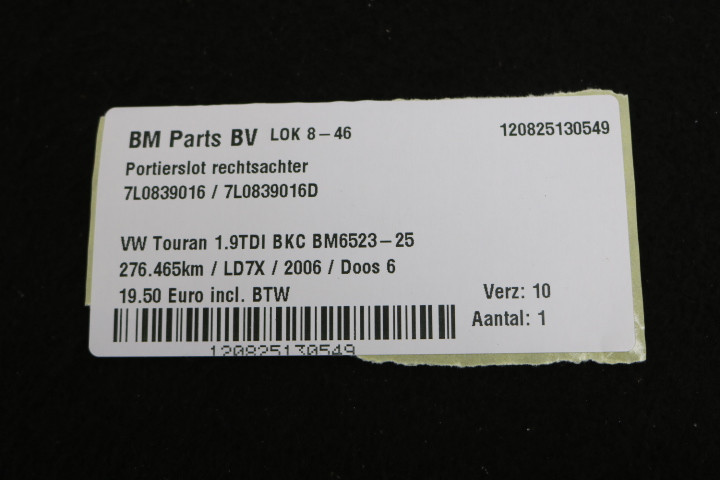 BM Parts BV LOK 8-46 120825130549
Portierslot rechtsachter
7L0839016 / 7L0839016D
VW Touran 1.9TDI BKC BM6523-25
276.465km / LD7X / 2006 / Doos 6
19.50 Euro incl. BTW Verz: 10
Aantal: 1
120825130549